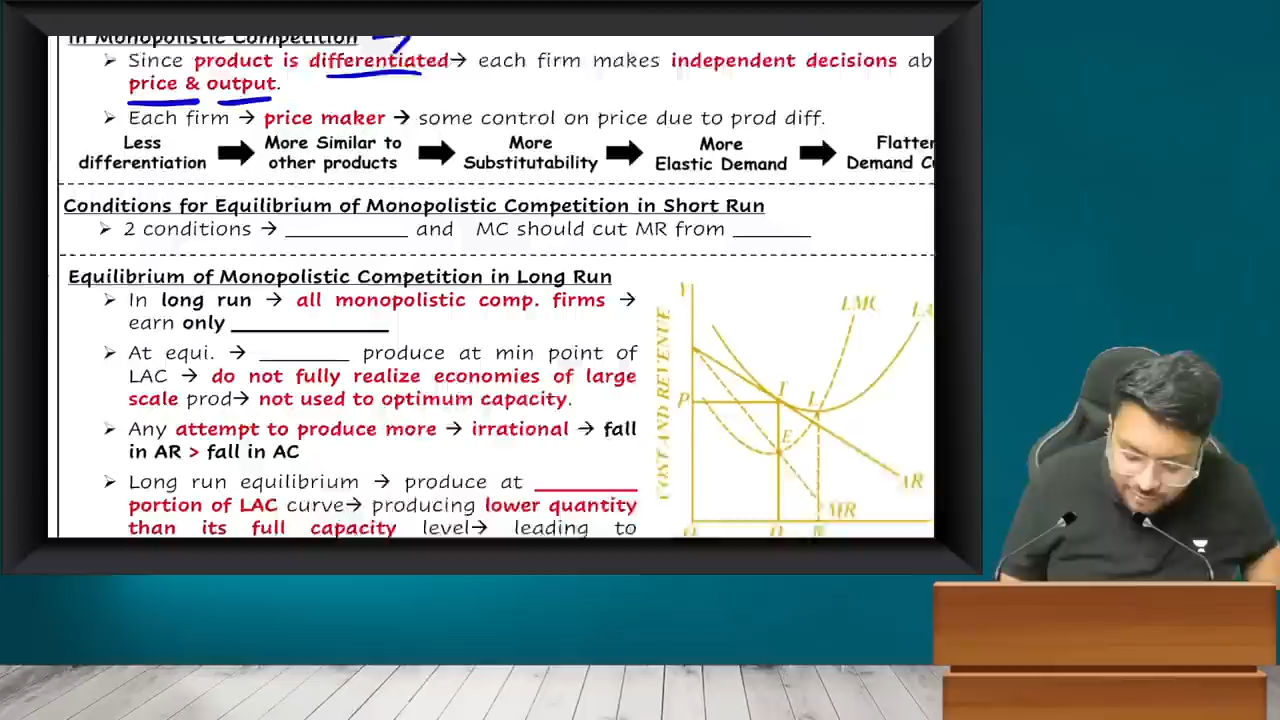 In Monopolistic Competition
➢ Since product is differentiated→ each firm makes independent decisions ab
price & output.
➢ Each firm → price maker → some control on price due to prod diff.
Less differentiation
More Similar to other products
More Substitutability
More Elastic Demand
Flatter Demand
Conditions for Equilibrium of Monopolistic Competition in Short Run
➢ 2 conditions → __________ and MC should cut MR from ______
Equilibrium of Monopolistic Competition in Long Run
➢ In long run → all monopolistic comp. firms →
earn only ____________
➢ At equi. → ________ produce at min point of
LAC → do not fully realize economies of large
scale prod→ not used to optimum capacity.
➢ Any attempt to produce more → irrational → fall
in AR > fall in AC
➢ Long run equilibrium → produce at ________
portion of LAC curve→ producing lower quantity
than its full capacity level→ leading to
COST AND REVENUE
Y
LMC
P
T
L
E
AR
MR